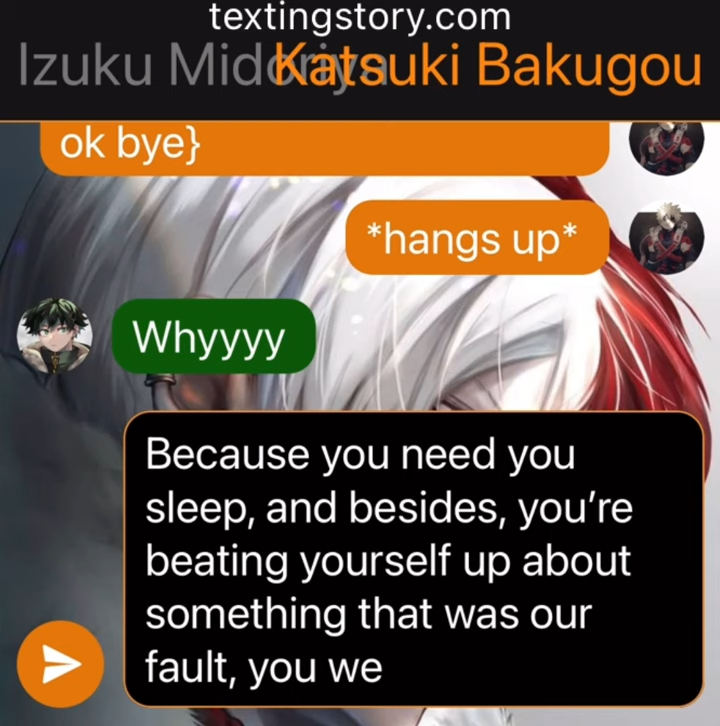 textingstory.com
Izuku Midoriya Katsuki Bakugou
ok bye}
*hangs up*
Whyyyy
Because you need you
sleep, and besides, you’re
beating yourself up about
something that was our
fault, you we